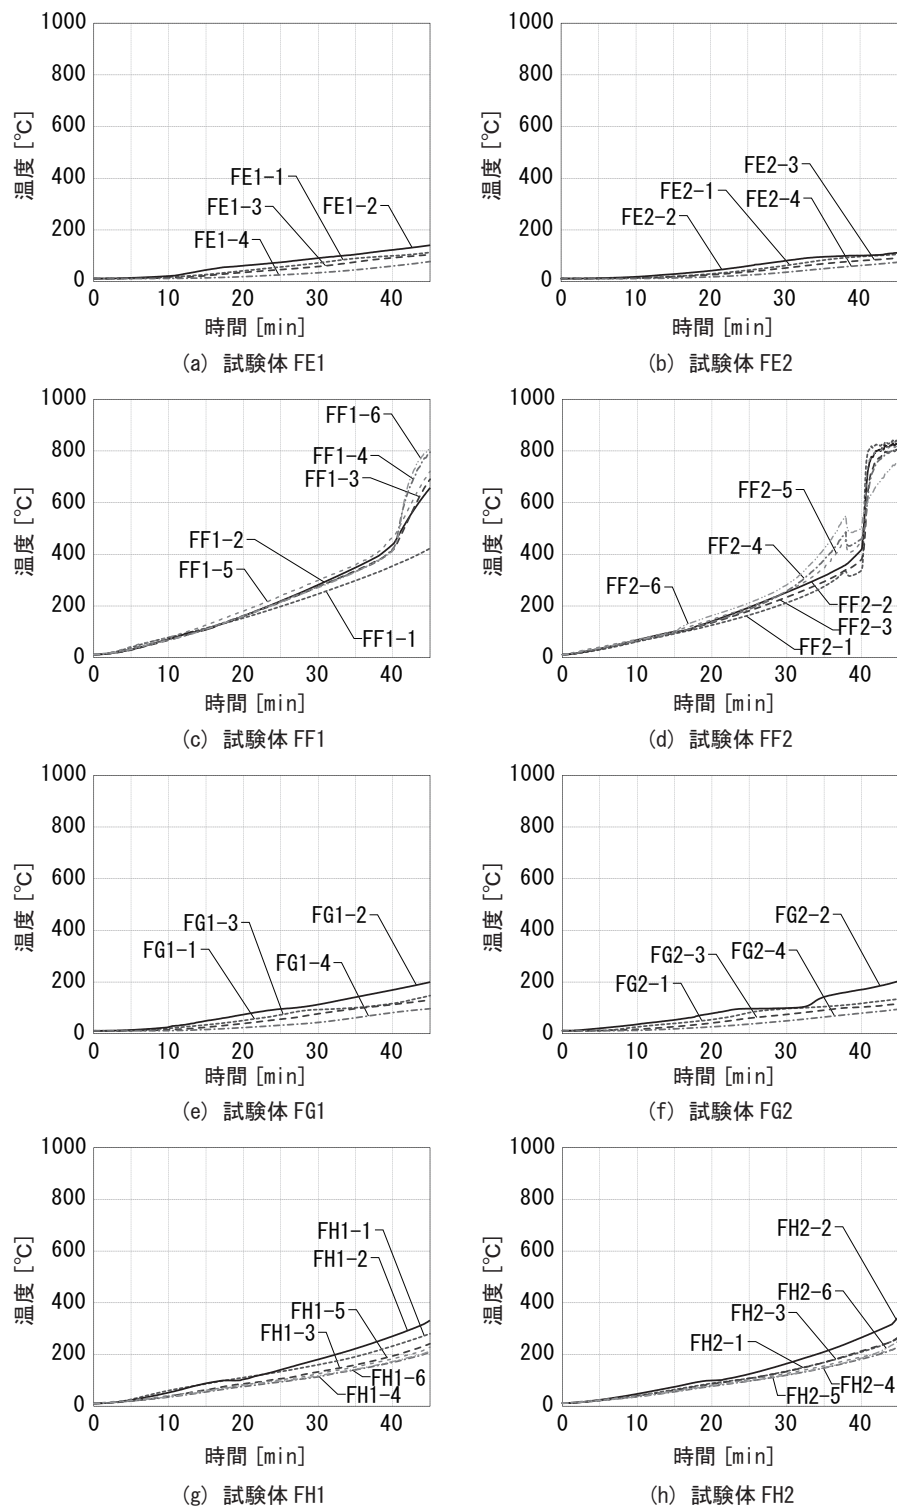 1000
800
600
400
200
0
温度 [℃]
FE1-1
FE1-3
FE1-2
FE1-4
0 10 20 30 40
時間 [min]
(a) 試験体 FE1
1000
800
600
400
200
0
温度 [℃]
FE2-3
FE2-1
FE2-4
FE2-2
0 10 20 30 40
時間 [min]
(b) 試験体 FE2
1000
800
600
400
200
0
温度 [℃]
FF1-6
FF1-4
FF1-3
FF1-2
FF1-5
FF1-1
0 10 20 30 40
時間 [min]
(c) 試験体 FF1
1000
800
600
400
200
0
温度 [℃]
FF2-5
FF2-4
FF2-6
FF2-2
FF2-3
FF2-1
0 10 20 30 40
時間 [min]
(d) 試験体 FF2
1000
800
600
400
200
0
温度 [℃]
FG1-2
FG1-3
FG1-1
FG1-4
0 10 20 30 40
時間 [min]
(e) 試験体 FG1
1000
800
600
400
200
0
温度 [℃]
FG2-2
FG2-3
FG2-4
FG2-1
0 10 20 30 40
時間 [min]
(f) 試験体 FG2
1000
800
600
400
200
0
温度 [℃]
FH1-1
FH1-2
FH1-5
FH1-3
FH1-6
FH1-4
0 10 20 30 40
時間 [min]
(g) 試験体 FH1
1000
800
600
400
200
0
温度 [℃]
FH2-2
FH2-6
FH2-3
FH2-1
FH2-4
FH2-5
0 10 20 30 40
時間 [min]
(h) 試験体 FH2